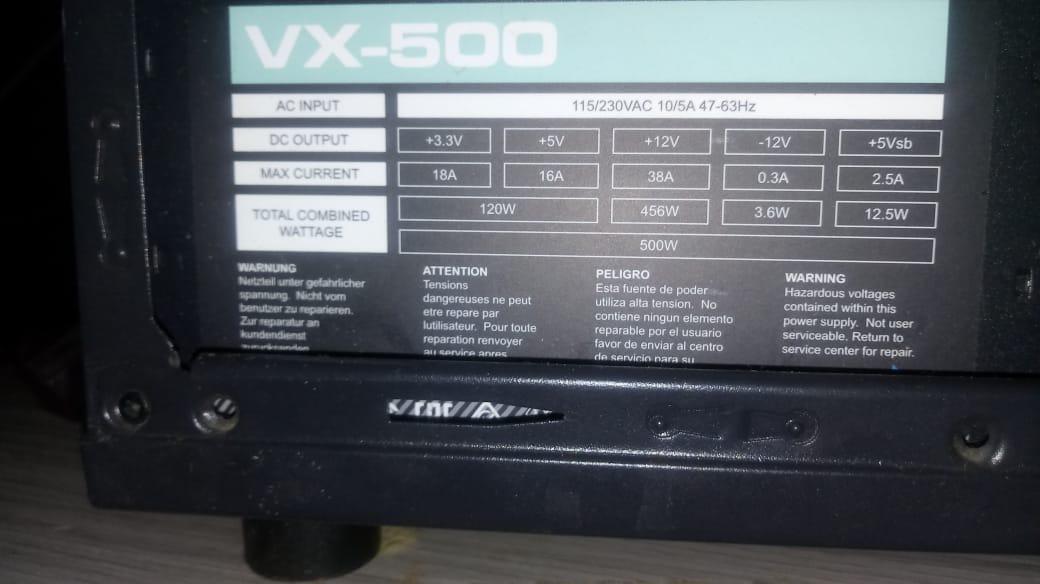 VX-500
AC INPUT 115/230VAC 10/5A 47-63Hz
DC OUTPUT +3.3V +5V +12V -12V +5Vsb
MAX CURRENT 18A 16A 38A 0.3A 2.5A
TOTAL COMBINED WATTAGE 120W 456W 3.6W 12.5W
500W
WARNUNG
Netzleil unter gefahrlicher
spannung. Nicht vom
benutzer zu reparieren.
Zur reparatur an
kundendienst
zurucksenden
ATTENTION
Tensions
dangereuses ne peut
etre repare par
lutilisateur. Pour toute
reparation renvoyer
au service apres
PELIGRO
Esta fuente de poder
utiliza alta tension. No
contiene ningun elemento
reparable por el usuario
favor de enviar al centro
de servicio para su
WARNING
Hazardous voltages
contained within this
power supply. Not user
serviceable. Return to
service center for repair.